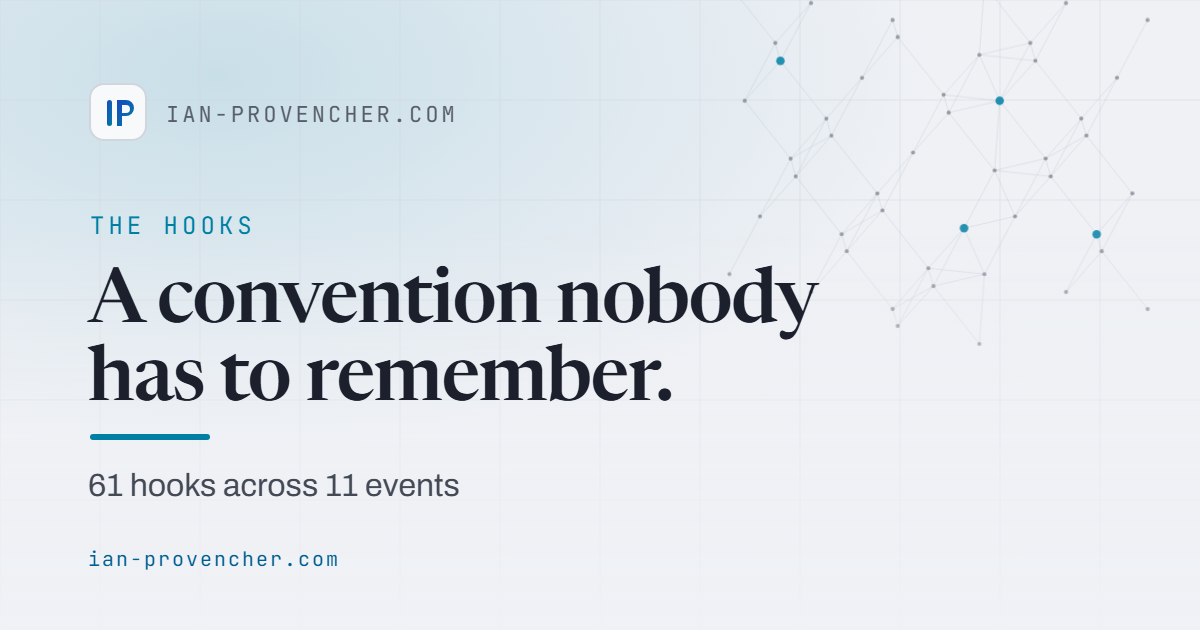 IP
IAN-PROVENCHER.COM
THE HOOKS
A convention nobody
has to remember.
61 hooks across 11 events
ian-provencher.com